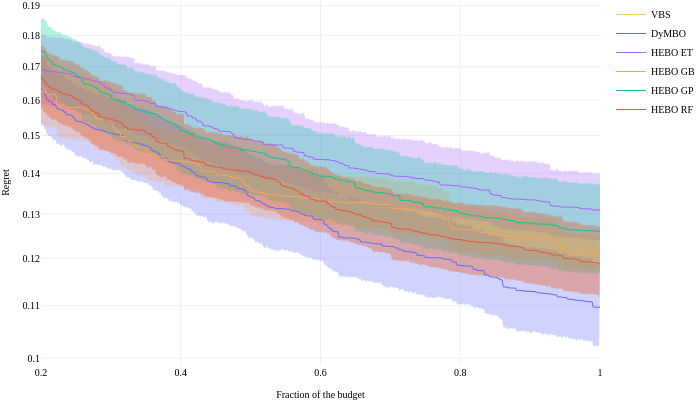 0.19
0.18
0.17
0.16
0.15
0.14
0.13
0.12
0.11
0.1
Regret
0.2
0.4
0.6
0.8
1
Fraction of the budget
VBS
DyMBO
HEBO ET
HEBO GB
HEBO GP
HEBO RF